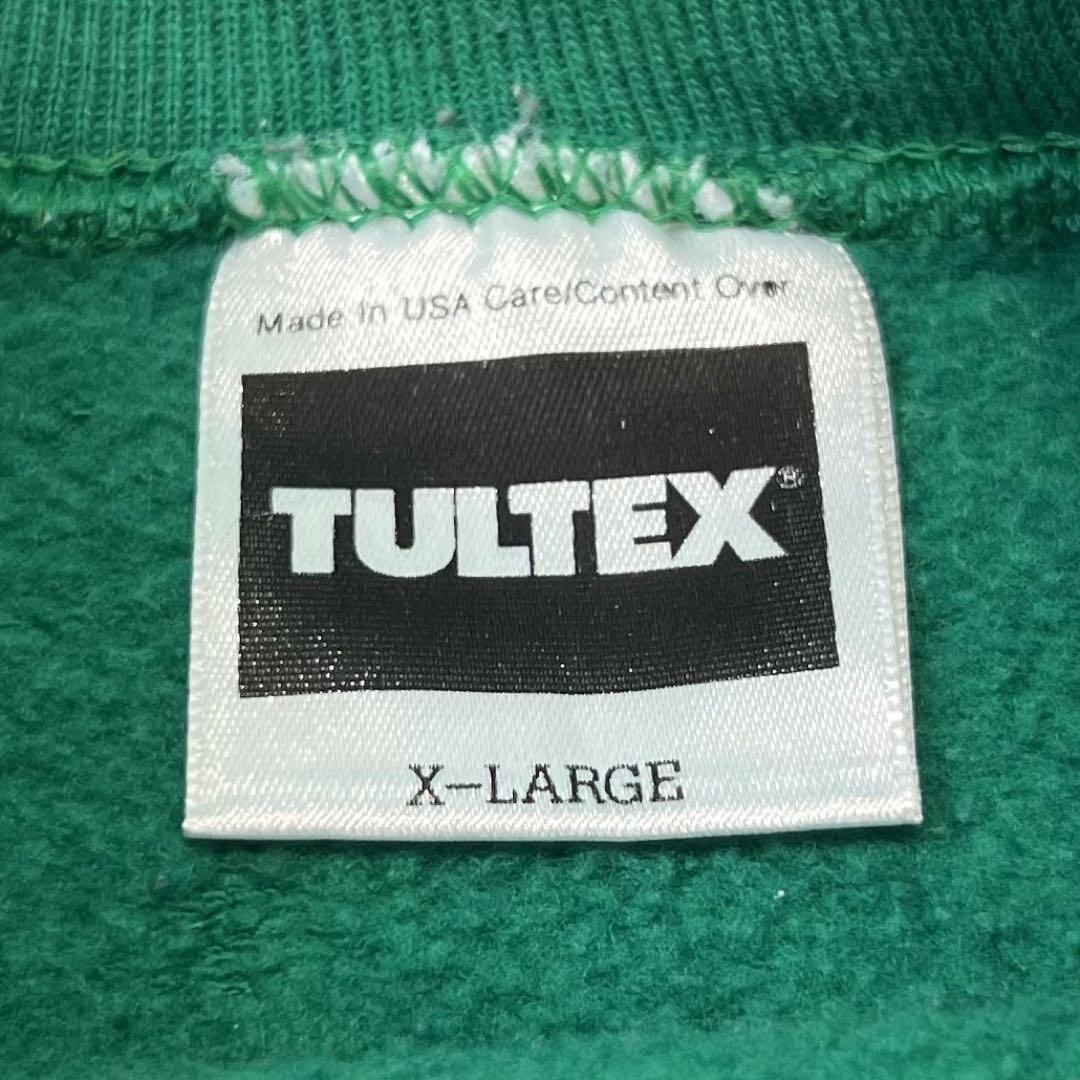 Made In USA Care/Content Over
TULTEX®
X-LARGE